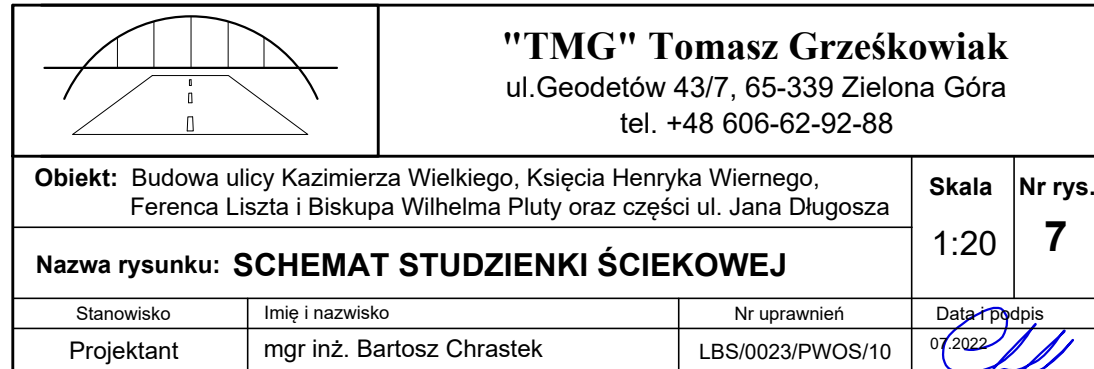 "TMG" Tomasz Grześkowiak
ul.Geodetów 43/7, 65-339 Zielona Góra
tel. +48 606-62-92-88
Obiekt: Budowa ulicy Kazimierza Wielkiego, Księcia Henryka Wiernego,
Ferenca Liszta i Biskupa Wilhelma Pluty oraz części ul. Jana Długosza
Skala
1:20
Nr rys.
7
Nazwa rysunku: SCHEMAT STUDZIENKI ŚCIEKOWEJ
Stanowisko Imię i nazwisko Nr uprawnień Data i podpis
Projektant mgr inż. Bartosz Chrastek LBS/0023/PWOS/10 07.2022